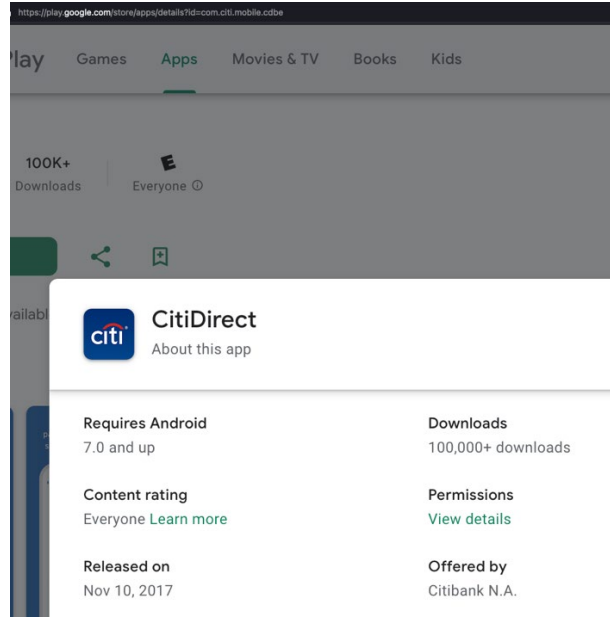 https://play.google.com/store/apps/details?id=com.citi.mobile.cdbe
Play Games Apps Movies & TV Books Kids
100K+
Downloads
E
Everyone
citi
CitiDirect
About this app
Requires Android
7.0 and up
Downloads
100,000+ downloads
Content rating
Everyone Learn more
Permissions
View details
Released on
Nov 10, 2017
Offered by
Citibank N.A.